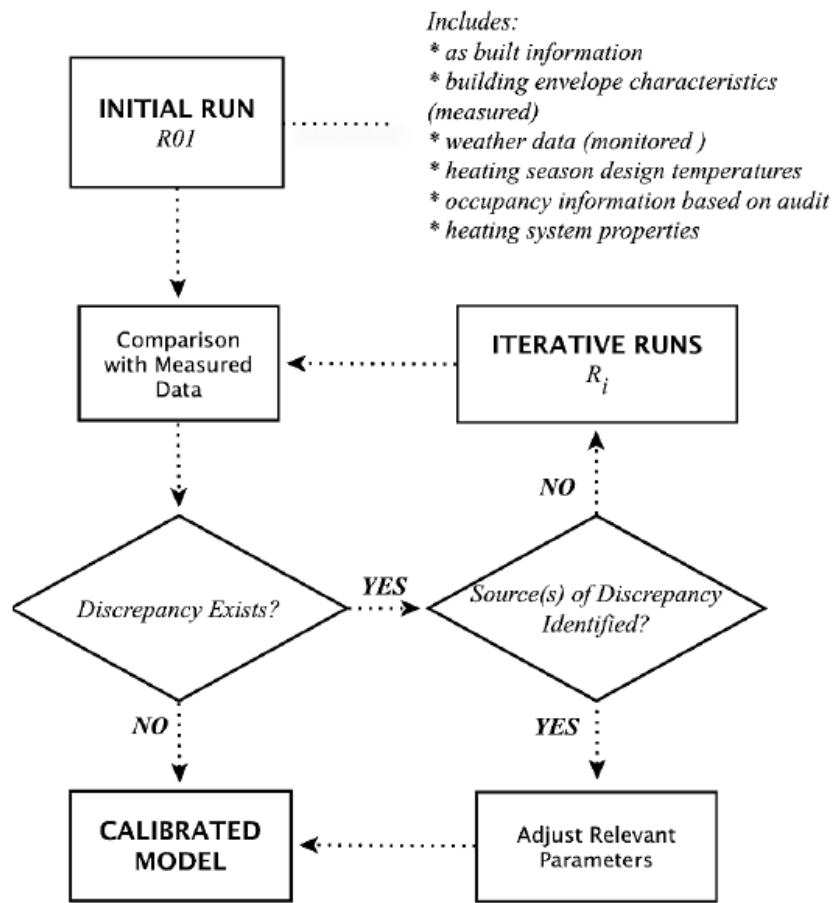 Includes:
* as built information
* building envelope characteristics
(measured)
* weather data (monitored )
* heating season design temperatures
* occupancy information based on audit
* heating system properties
INITIAL RUN
R01
Comparison
with Measured
Data
ITERATIVE RUNS
R_i
NO
Discrepancy Exists?
YES
Source(s) of Discrepancy
Identified?
NO
YES
CALIBRATED
MODEL
Adjust Relevant
Parameters